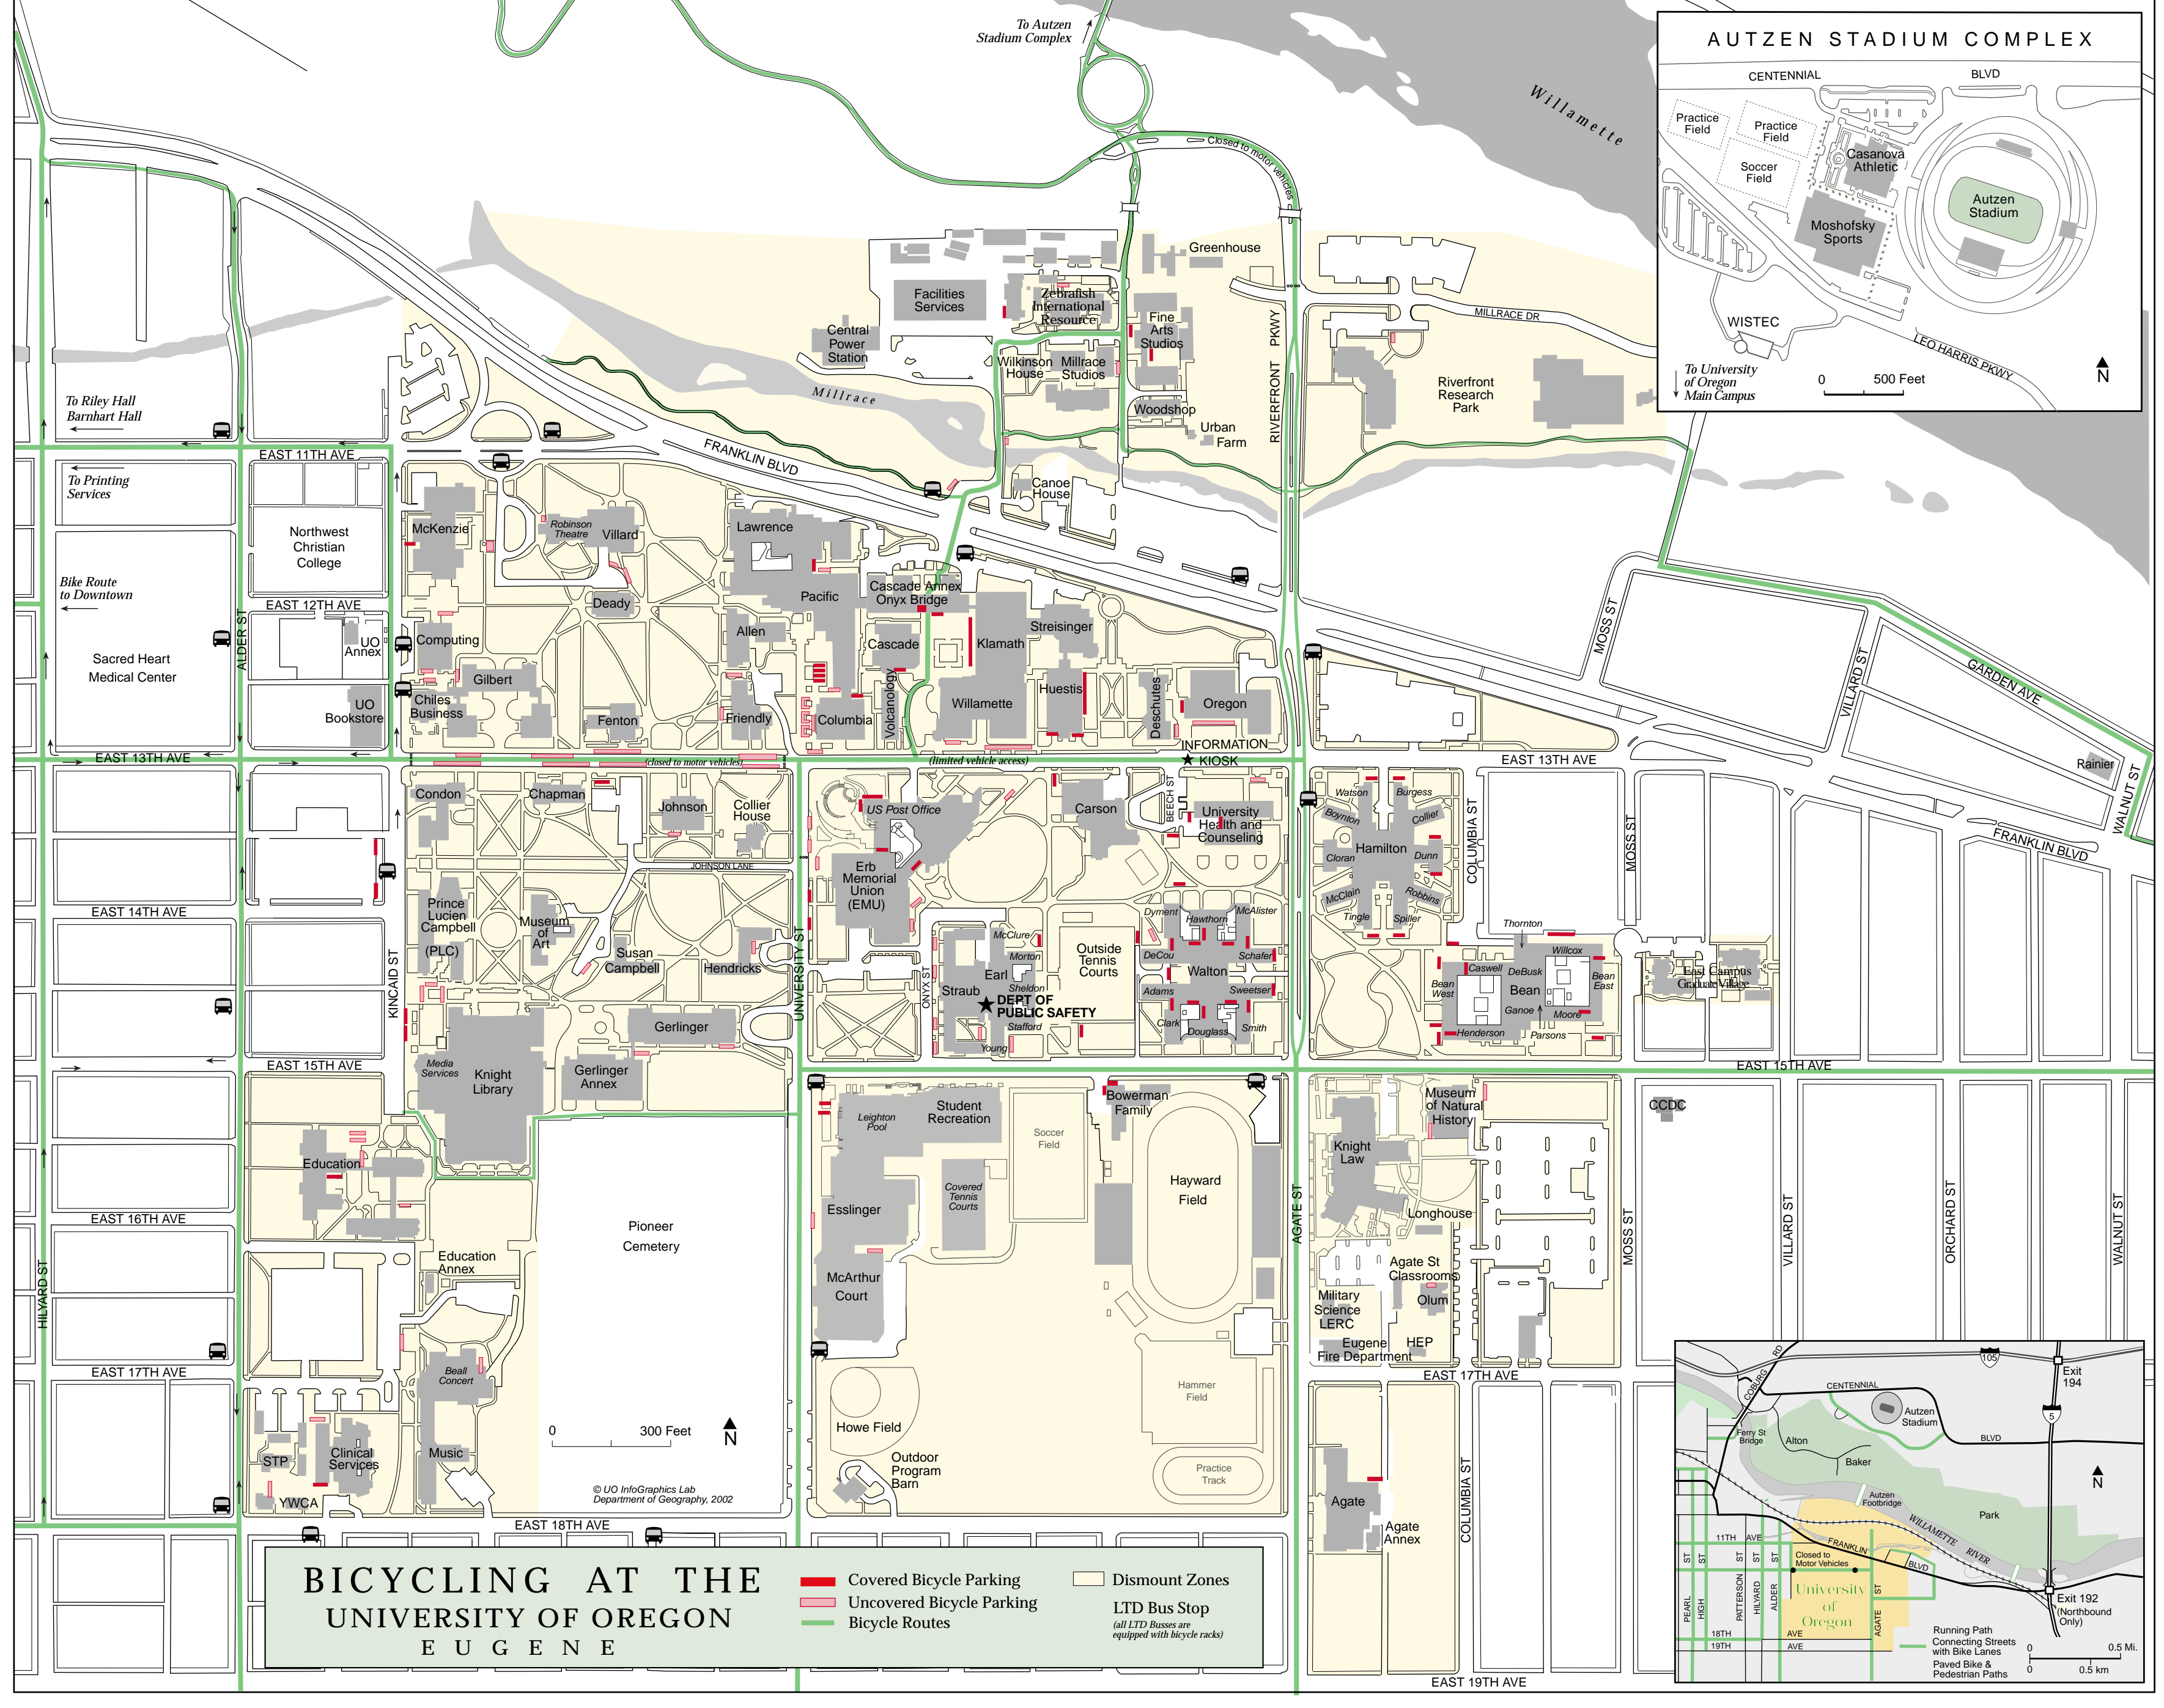 To Autzen
Stadium Complex
Willamette
Closed to motor vehicles
AUTZEN STADIUM COMPLEX
CENTENNIAL
BLVD
Practice
Field
Practice
Field
Soccer
Field
Casanova
Athletic
Moshofsky
Sports
Autzen
Stadium
WISTEC
LEO HARRIS PKWY
To University
of Oregon
Main Campus
0
500 Feet
N
Greenhouse
Facilities
Services
Zebrafish
International
Resource
Central
Power
Station
Fine
Arts
Studios
Wilkinson
House
Millrace
Studios
Woodshop
Urban
Farm
RIVERFRONT PKWY
MILLRACE DR
Riverfront
Research
Park
Millrace
To Riley Hall
Barnhart Hall
EAST 11TH AVE
FRANKLIN BLVD
To Printing
Services
Canoe
House
Northwest
Christian
College
McKenzie
Robinson
Theatre
Villard
Lawrence
Bike Route
to Downtown
EAST 12TH AVE
Deady
Pacific
Cascade Annex
Onyx Bridge
ALDER ST
UO
Annex
Computing
Allen
Cascade
Klamath
Streisinger
MOSS ST
VILLARD ST
GARDEN AVE
Sacred Heart
Medical Center
Gilbert
Huestis
UO
Bookstore
Chiles
Business
Fenton
Friendly
Columbia
Volcanology
Willamette
Deschutes
Oregon
INFORMATION
KIOSK
EAST 13TH AVE
(closed to motor vehicles)
(limited vehicle access)
EAST 13TH AVE
Rainier
WALNUT ST
FRANKLIN BLVD
Condon
Chapman
Johnson
Collier
House
US Post Office
Carson
BEECH ST
University
Health and
Counseling
Watson
Burgess
Boynton
Collier
Hamilton
Cloran
Dunn
McClain
Robbins
Tingle
Spiller
COLUMBIA ST
MOSS ST
JOHNSON LANE
Erb
Memorial
Union
(EMU)
EAST 14TH AVE
Prince
Lucien
Campbell
(PLC)
Museum
of
Art
Susan
Campbell
Hendricks
KINCAID ST
UNIVERSITY ST
ONYX ST
McClure
Morton
Earl
Straub
Sheldon
DEPT OF
PUBLIC SAFETY
Stafford
Young
Outside
Tennis
Courts
Dyment
Hawthorn
McAlister
DeCou
Schafer
Walton
Adams
Sweetser
Clark
Douglass
Smith
Thornton
Willcox
Caswell
DeBusk
Bean
East
Bean
West
Bean
Ganoe
Moore
Henderson
Parsons
East Campus
Graduate Village
Gerlinger
EAST 15TH AVE
Media
Services
Knight
Library
Gerlinger
Annex
EAST 15TH AVE
Leighton
Pool
Student
Recreation
Soccer
Field
Bowerman
Family
Museum
of Natural
History
CCDC
Knight
Law
Education
Hayward
Field
Covered
Tennis
Courts
Esslinger
EAST 16TH AVE
Pioneer
Cemetery
AGATE ST
Longhouse
MOSS ST
VILLARD ST
ORCHARD ST
WALNUT ST
HILYARD ST
Education
Annex
McArthur
Court
Agate St
Classrooms
Olum
Military
Science
LERC
Eugene
Fire Department
HEP
EAST 17TH AVE
Beall
Concert
EAST 17TH AVE
Hammer
Field
Howe Field
0
300 Feet
N
STP
Clinical
Services
Music
YWCA
Outdoor
Program
Barn
Practice
Track
© UO InfoGraphics Lab
Department of Geography, 2002
Agate
Agate
Annex
COLUMBIA ST
EAST 18TH AVE
EAST 19TH AVE
BICYCLING AT THE
UNIVERSITY OF OREGON
EUGENE
Covered Bicycle Parking
Uncovered Bicycle Parking
Bicycle Routes
Dismount Zones
LTD Bus Stop
(all LTD Busses are
equipped with bicycle racks)
COBURG RD
105
Exit
194
CENTENNIAL
5
Autzen
Stadium
BLVD
Ferry St
Bridge
Alton
Baker
N
Autzen
Footbridge
Park
WILLAMETTE RIVER
11TH AVE
FRANKLIN
BLVD
Closed to
Motor Vehicles
University
of
Oregon
PEARL ST
HIGH ST
PATTERSON ST
HILYARD ST
ALDER ST
AGATE ST
Exit 192
(Northbound
Only)
18TH AVE
19TH AVE
Running Path
Connecting Streets
with Bike Lanes
Paved Bike &
Pedestrian Paths
0
0.5 Mi.
0
0.5 km